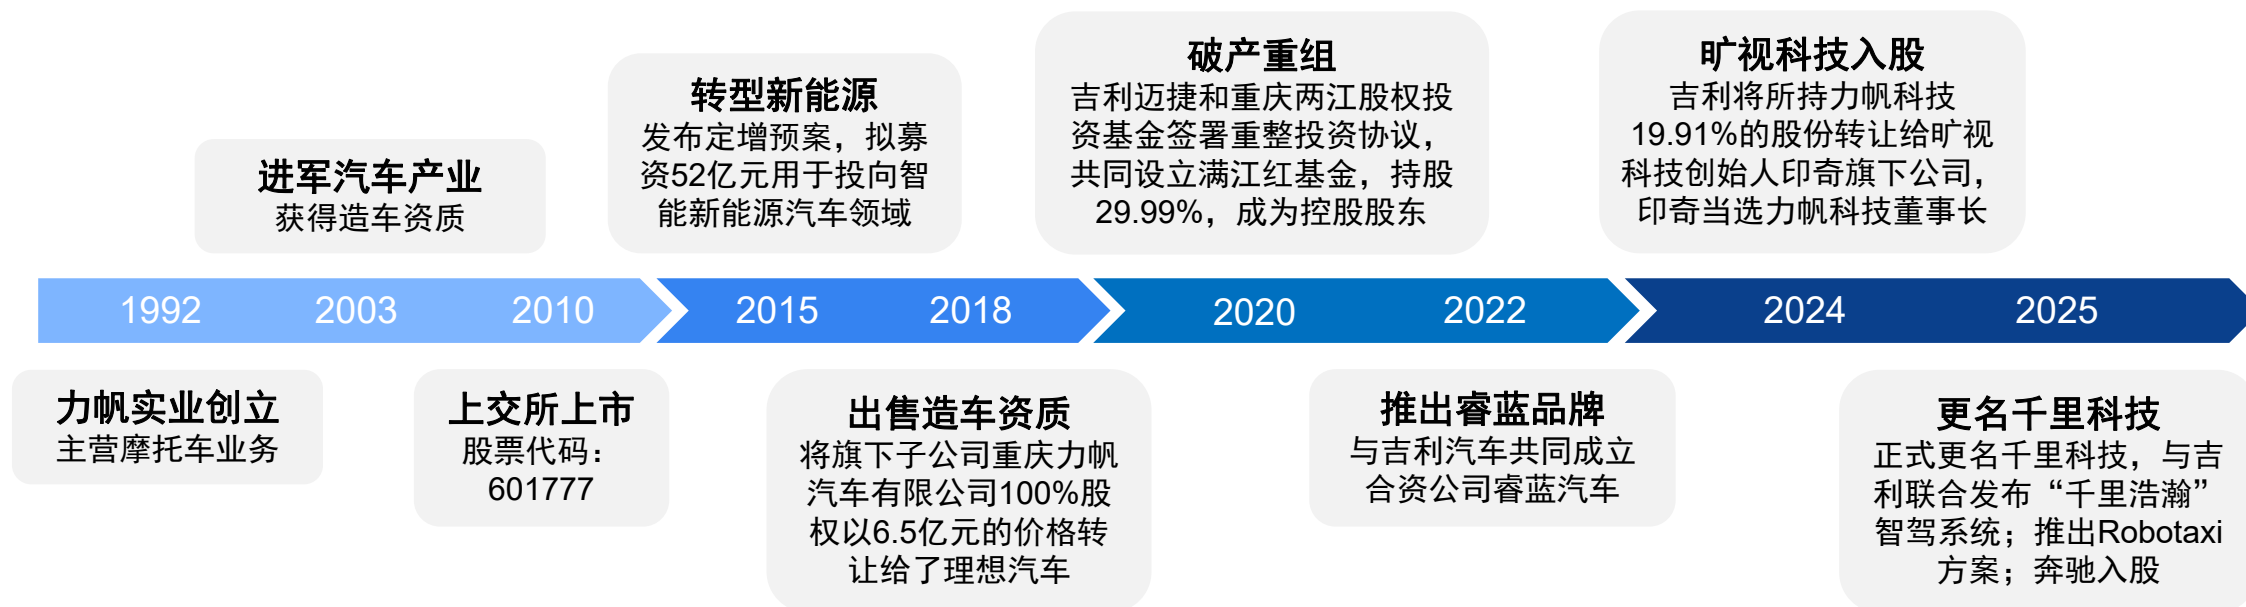 破产重组
吉利迈捷和重庆两江股权投
资基金签署重整投资协议，
共同设立满江红基金，持股
29.99%，成为控股股东
旷视科技入股
吉利将所持力帆科技
19.91%的股份转让给旷视
科技创始人印奇旗下公司，
印奇当选力帆科技董事长
转型新能源
发布定增预案，拟募
资52亿元用于投向智
能新能源汽车领域
进军汽车产业
获得造车资质
1992
2003
2010
2015
2018
2020
2022
2024
2025
力帆实业创立
主营摩托车业务
上交所上市
股票代码：
601777
出售造车资质
将旗下子公司重庆力帆
汽车有限公司100%股
权以6.5亿元的价格转
让给了理想汽车
推出睿蓝品牌
与吉利汽车共同成立
合资公司睿蓝汽车
更名千里科技
正式更名千里科技，与吉
利联合发布“千里浩瀚”
智驾系统；推出Robotaxi
方案；奔驰入股